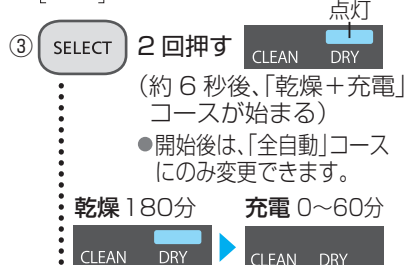 点灯
③ SELECT 2回押す CLEAN DRY
(約6秒後、「乾燥+充電」
コースが始まる)
●開始後は、「全自動」コース
にのみ変更できます。
乾燥180分 充電0~60分
CLEAN DRY CLEAN DRY